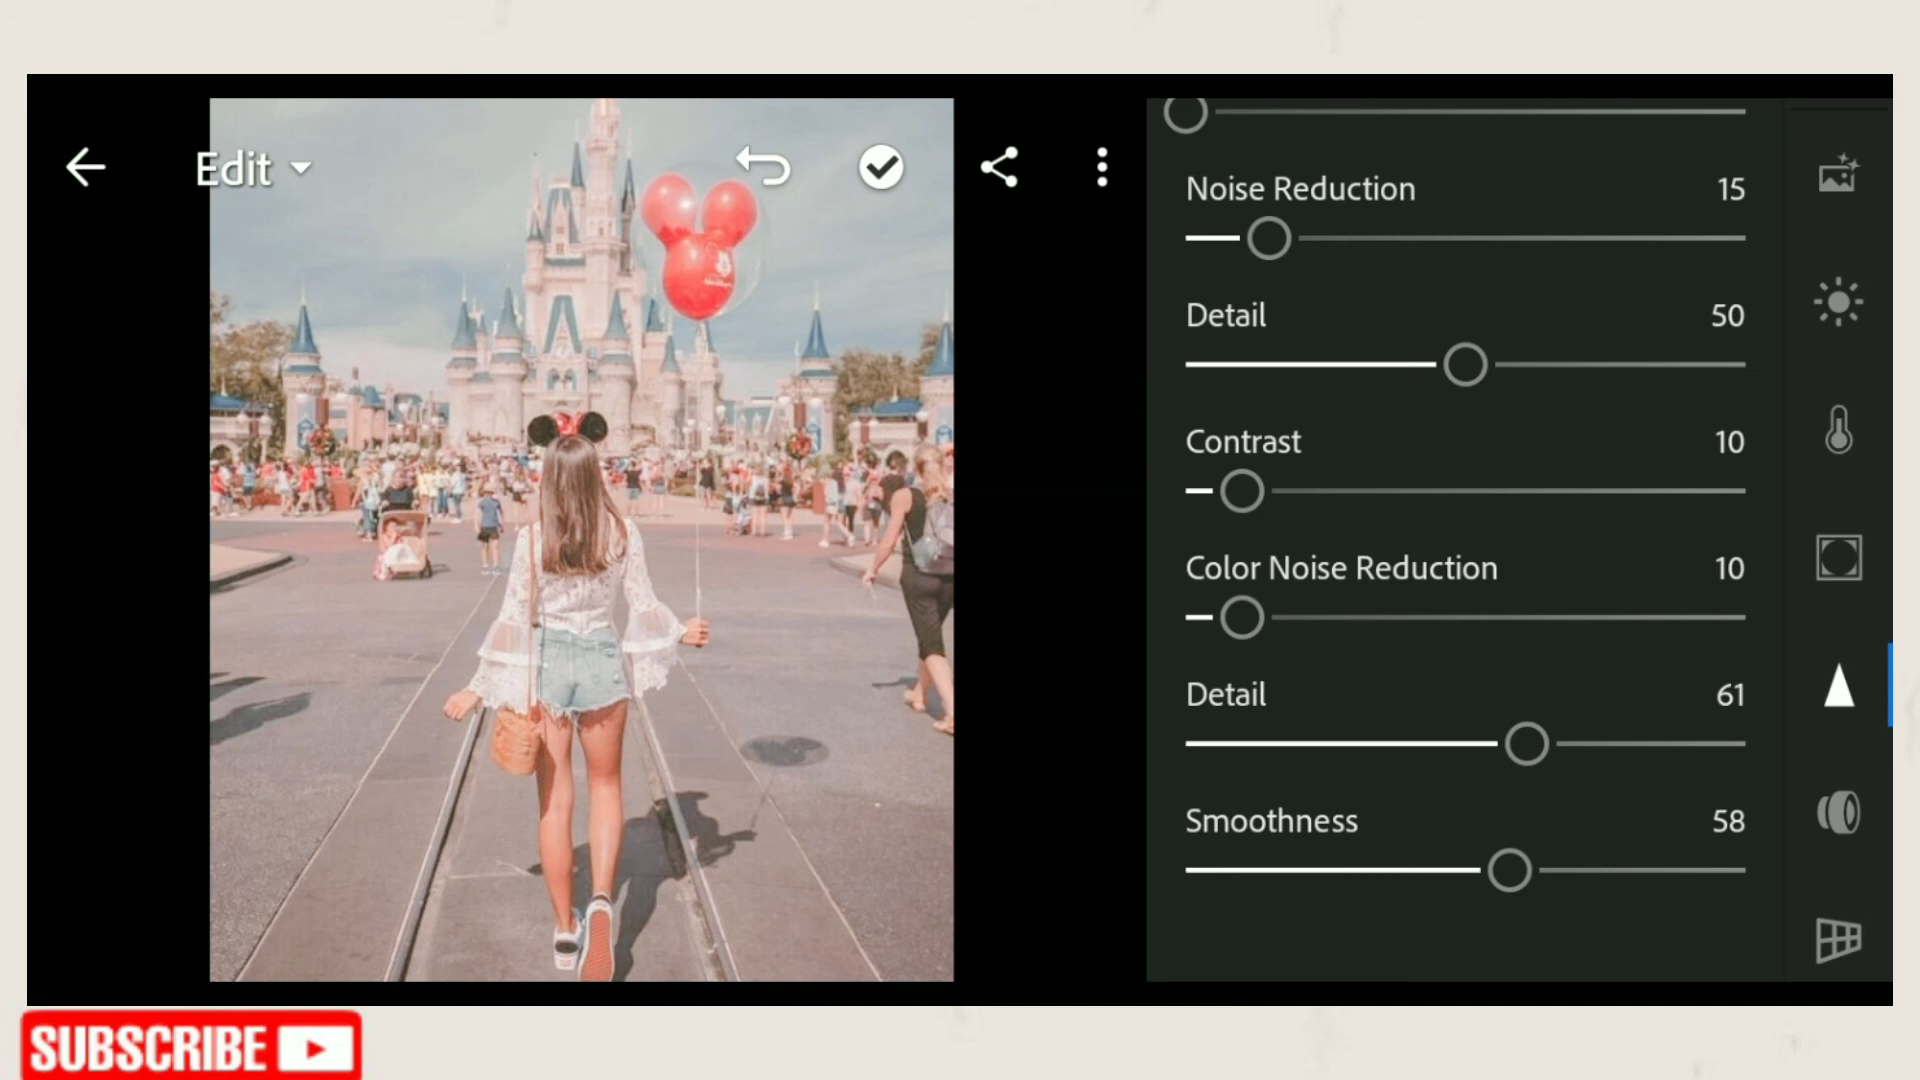 Edit
Noise Reduction 15
Detail 50
Contrast 10
Color Noise Reduction 10
Detail 61
Smoothness 58
SUBSCRIBE